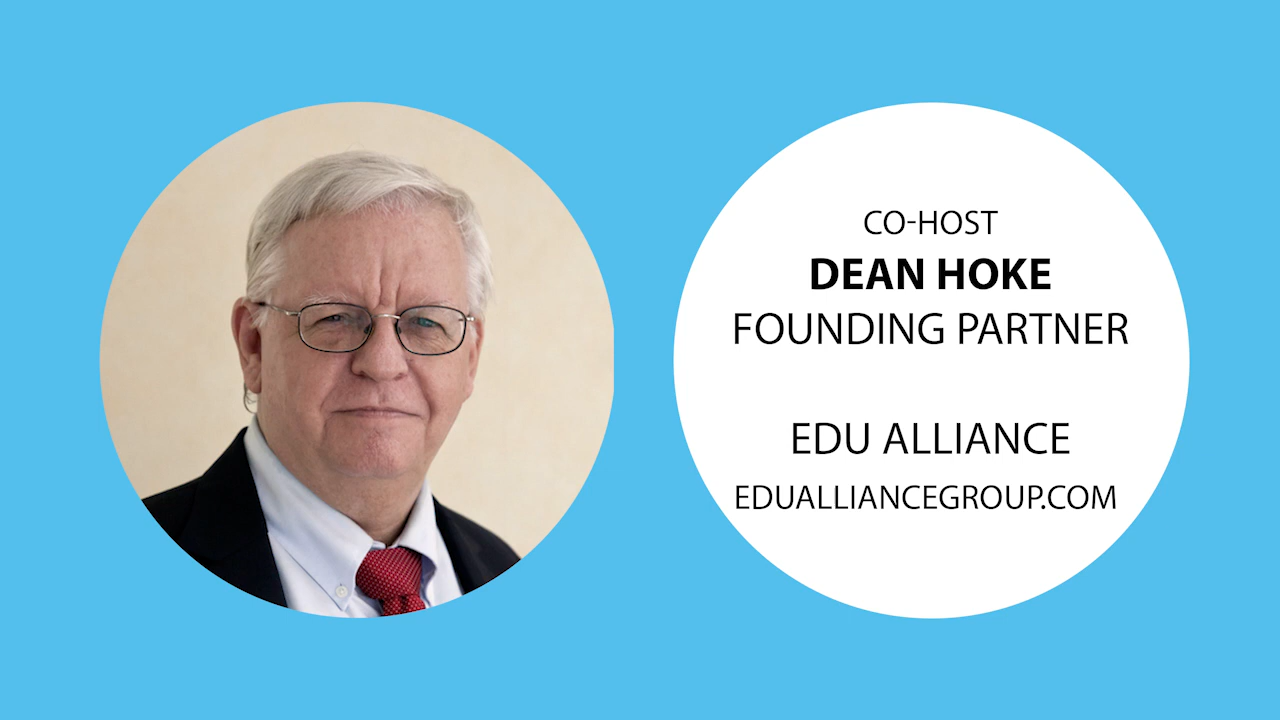 CO-HOST
DEAN HOKE
FOUNDING PARTNER
EDU ALLIANCE
EDUALLIANCEGROUP.COM